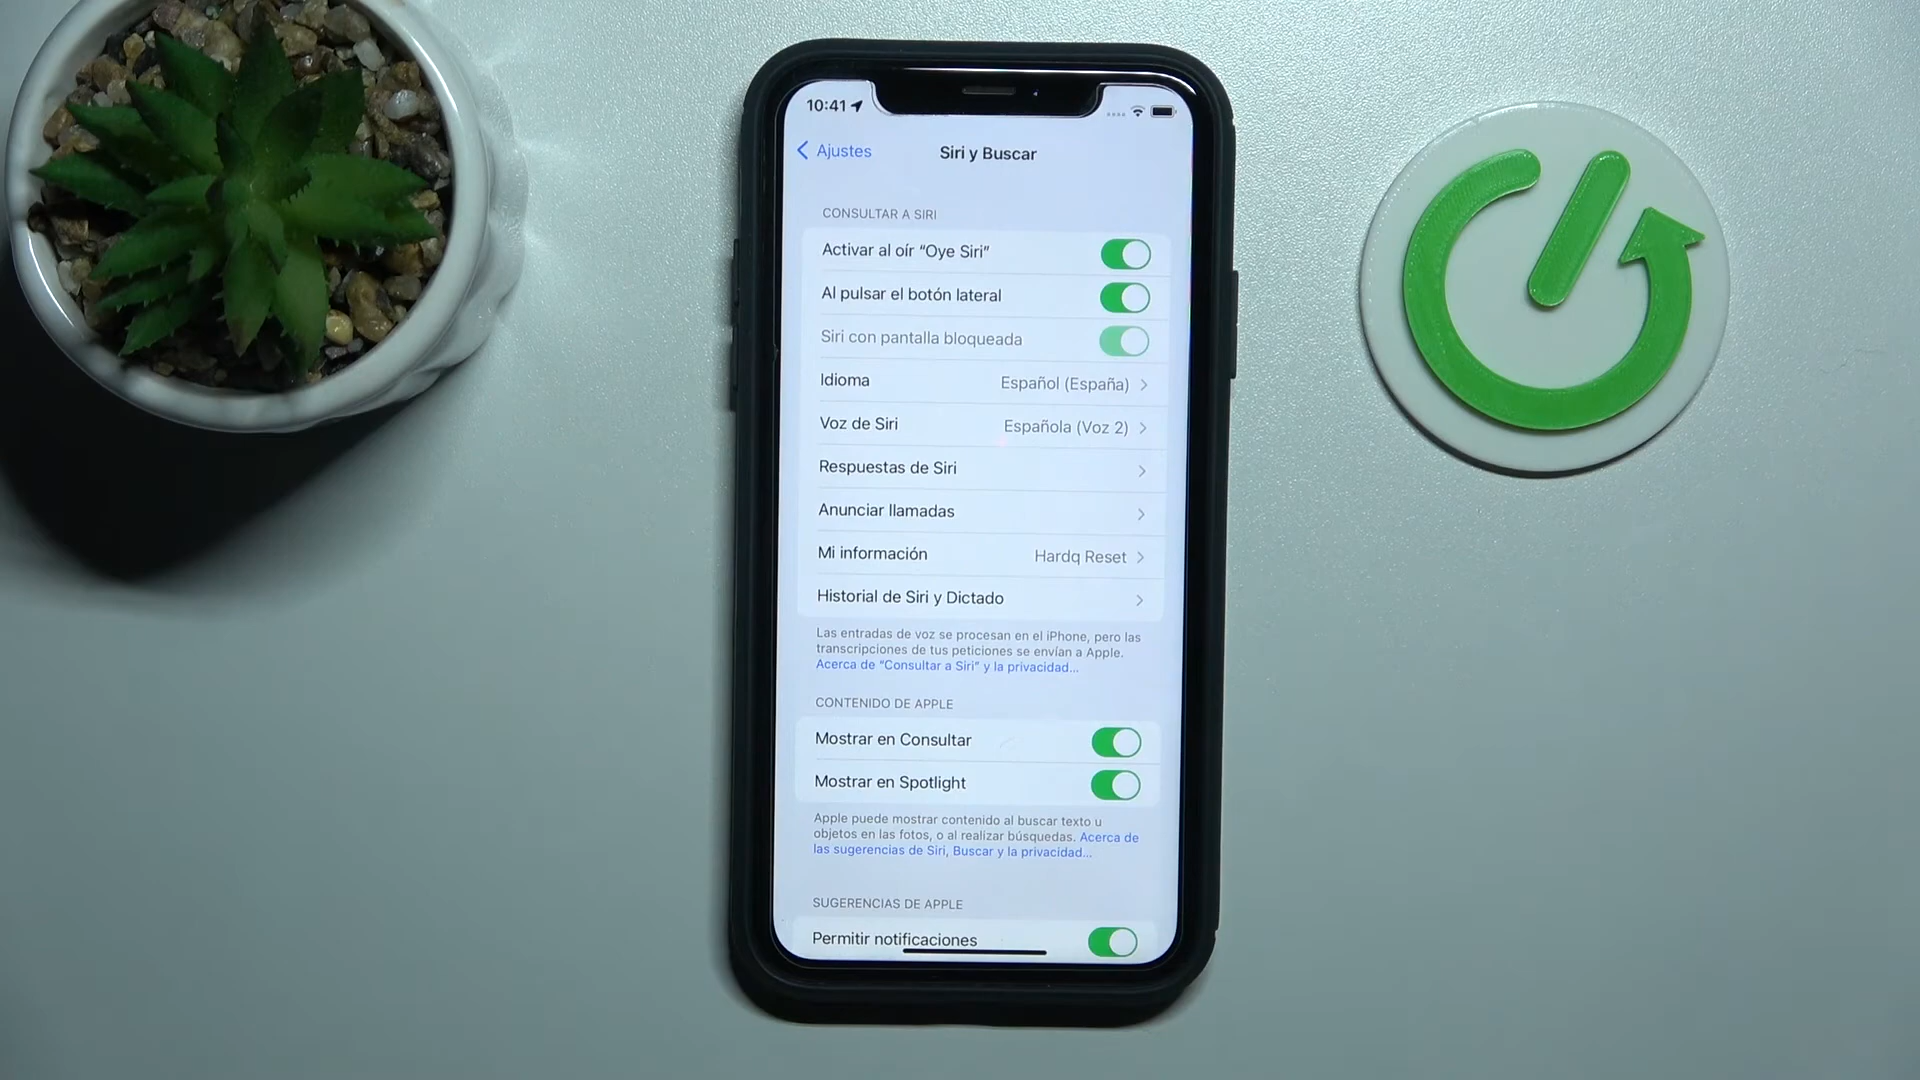 10:41
Ajustes
Siri y Buscar
CONSULTAR A SIRI
Activar al oír “Oye Siri”
Al pulsar el botón lateral
Siri con pantalla bloqueada
Idioma Español (España)
Voz de Siri Española (Voz 2)
Respuestas de Siri
Anunciar llamadas
Mi información Hardq Reset
Historial de Siri y Dictado
Las entradas de voz se procesan en el iPhone, pero las
transcripciones de tus peticiones se envían a Apple.
Acerca de “Consultar a Siri” y la privacidad...
CONTENIDO DE APPLE
Mostrar en Consultar
Mostrar en Spotlight
Apple puede mostrar contenido al buscar texto u
objetos en las fotos, o al realizar búsquedas. Acerca de
las sugerencias de Siri, Buscar y la privacidad...
SUGERENCIAS DE APPLE
Permitir notificaciones